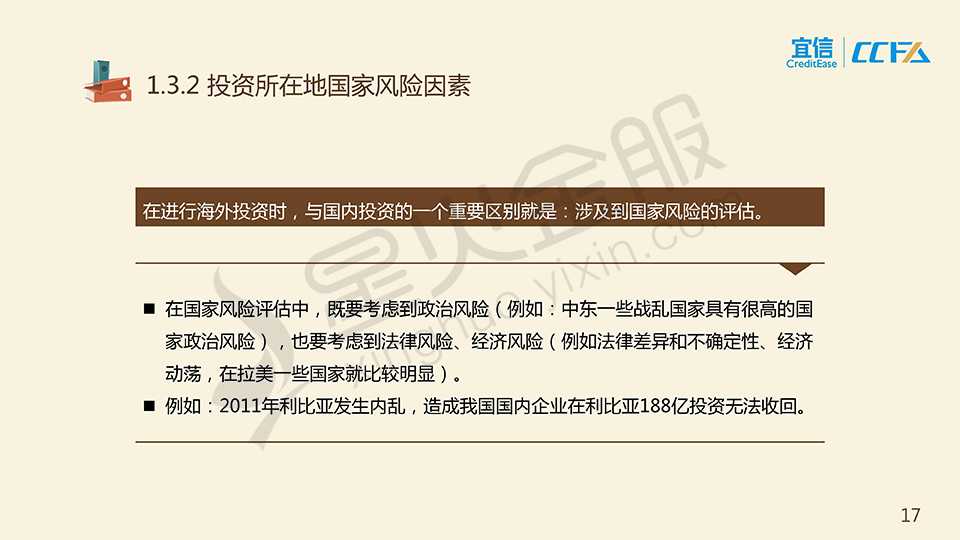 宜信
CreditEase
CCFA
1.3.2 投资所在地国家风险因素
在进行海外投资时，与国内投资的一个重要区别就是：涉及到国家风险的评估。
■ 在国家风险评估中，既要考虑到政治风险（例如：中东一些战乱国家具有很高的国
家政治风险），也要考虑到法律风险、经济风险（例如法律差异和不确定性、经济
动荡，在拉美一些国家就比较明显）。
■ 例如：2011年利比亚发生内乱，造成我国国内企业在利比亚188亿投资无法收回。
星火金服
xinghuo.yixin.com
17